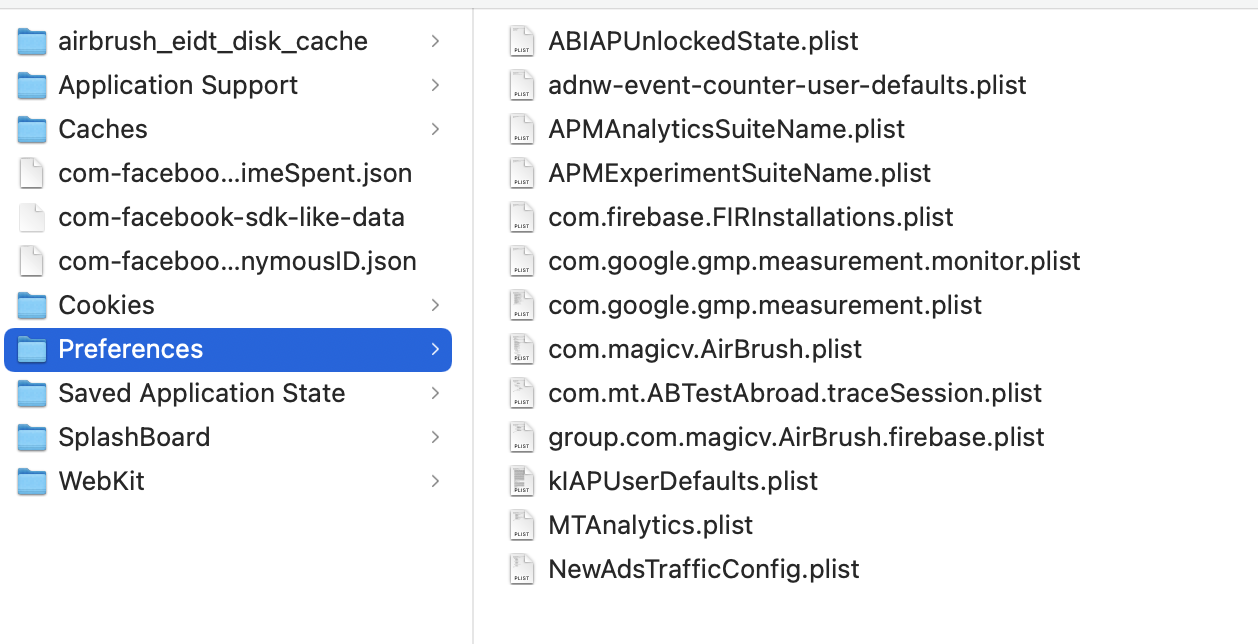 airbrush_eidt_disk_cache
Application Support
Caches
com-faceboo...imeSpent.json
com-facebook-sdk-like-data
com-faceboo...nymousID.json
Cookies
Preferences
Saved Application State
SplashBoard
WebKit
ABIAPUnlockedState.plist
adnw-event-counter-user-defaults.plist
APMAnalyticsSuiteName.plist
APMExperimentSuiteName.plist
com.firebase.FIRInstallations.plist
com.google.gmp.measurement.monitor.plist
com.google.gmp.measurement.plist
com.magicv.AirBrush.plist
com.mt.ABTestAbroad.traceSession.plist
group.com.magicv.AirBrush.firebase.plist
kIAPUserDefaults.plist
MTAnalytics.plist
NewAdsTrafficConfig.plist